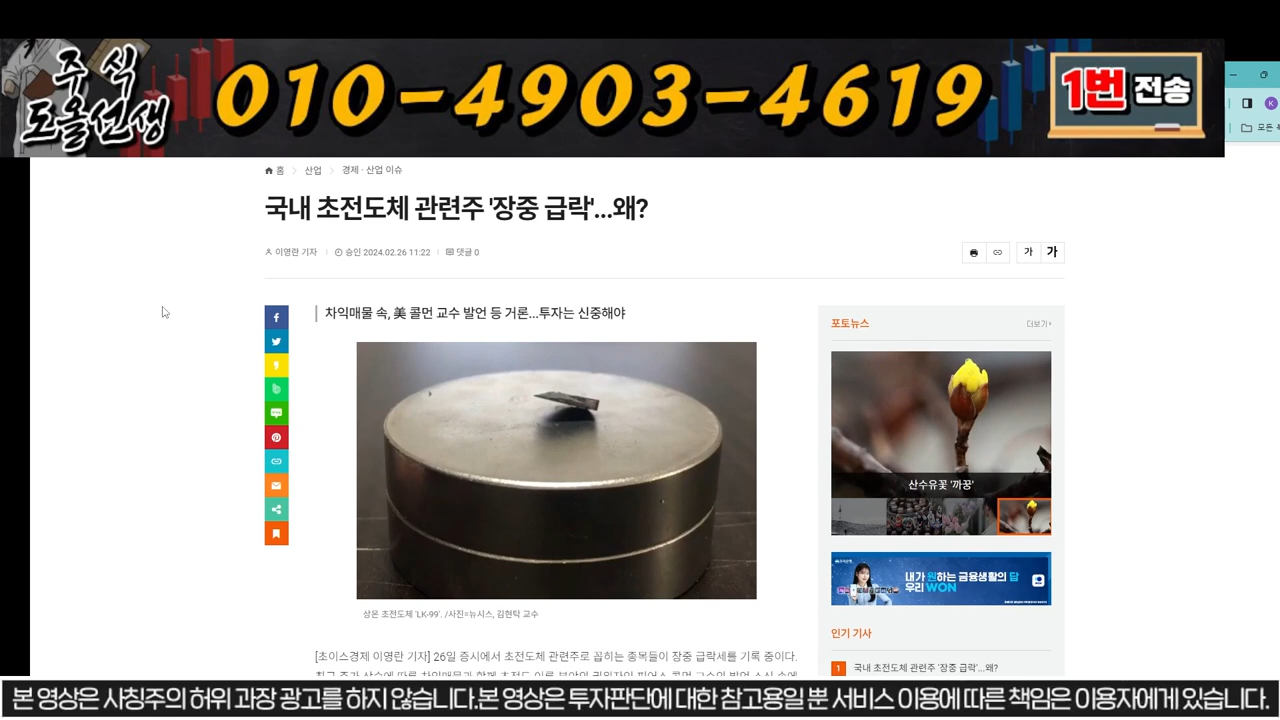 주식
도올선생
010-4903-4619
1번 전송
모든
홈 산업 경제 · 산업 이슈
국내 초전도체 관련주 '장중 급락'...왜?
이영란 기자 승인 2024.02.26 11:22 댓글 0
가 가
차익매물 속, 美 콜먼 교수 발언 등 거론...투자는 신중해야
포토뉴스 더보기
산수유꽃 '까꿍'
내가 원하는 금융생활의 답
우리 WON
상은 초전도체 'LK-99'. /사진=뉴시스, 김현탁 교수
인기 기사
[초이스경제 이영란 기자] 26일 증시에서 초전도체 관련주로 꼽히는 종목들이 장중 급락세를 기록 중이다.
1 국내 초전도체 관련주 '장중 급락'...왜?
본 영상은 사칭주의 허위 과장 광고를 하지 않습니다.본 영상은 투자판단에 대한 참고용일 뿐 서비스 이용에 따른 책임은 이용자에게 있습니다.